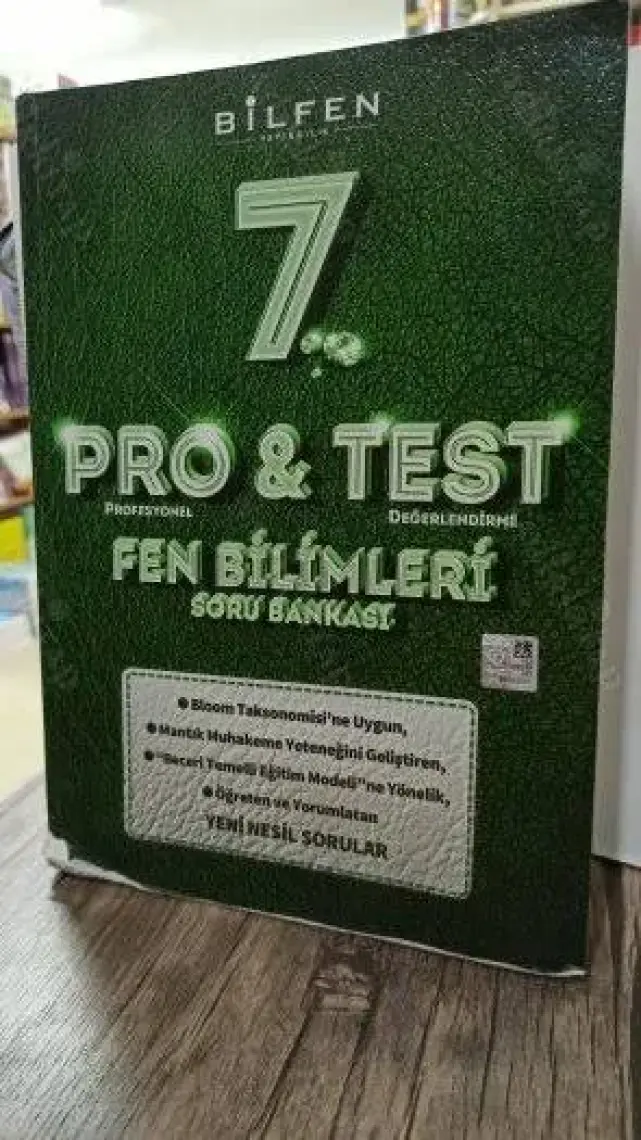 BİLFEN
YAYINCILIK
7.
PRO & TEST
PROFESYONEL DEĞERLENDİRME
FEN BİLİMLERİ
SORU BANKASI
• Bloom Taksonomisi'ne Uygun,
• Mantık Muhakeme Yeteneğini Geliştiren,
• "Beceri Temelli Eğitim Modeli"ne Yönelik,
• Öğreten ve Yorumlatan
YENİ NESİL SORULAR